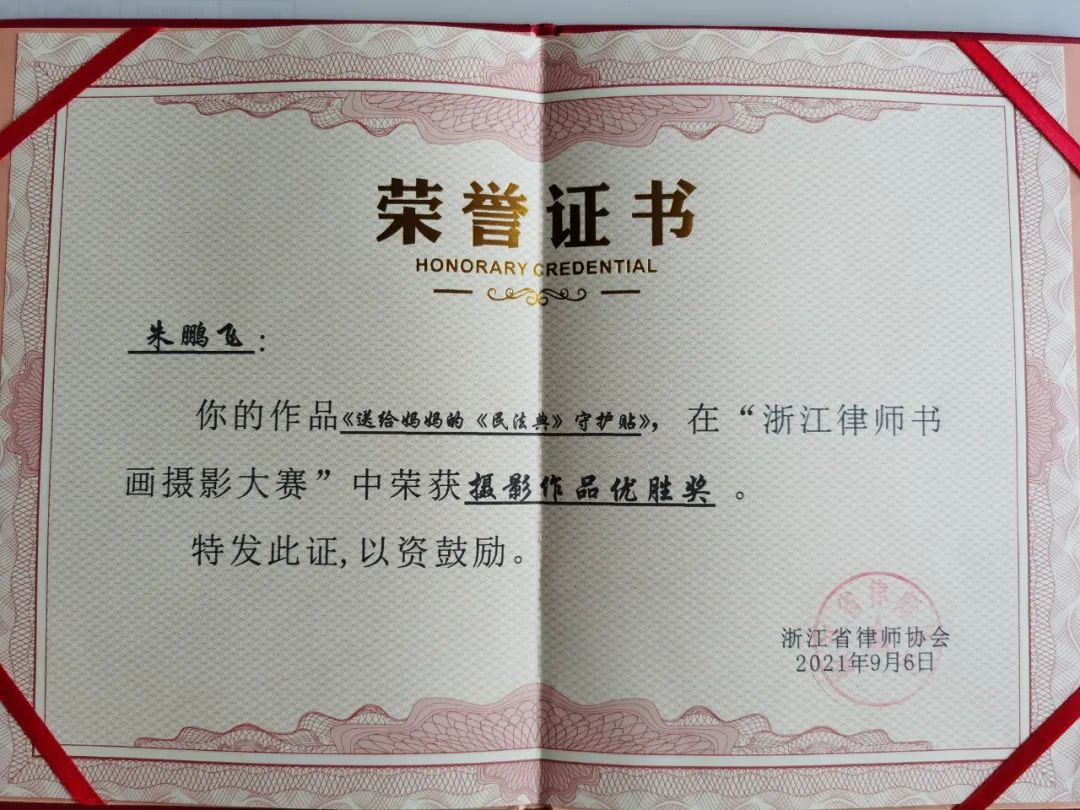 荣誉证书
HONORARY CREDENTIAL
朱鹏飞：
你的作品《送给妈妈的《民法典》守护贴》，在“浙江律师书
画摄影大赛”中荣获摄影作品优胜奖。
特发此证，以资鼓励。
省律师
浙江省律师协会
2021年9月6日